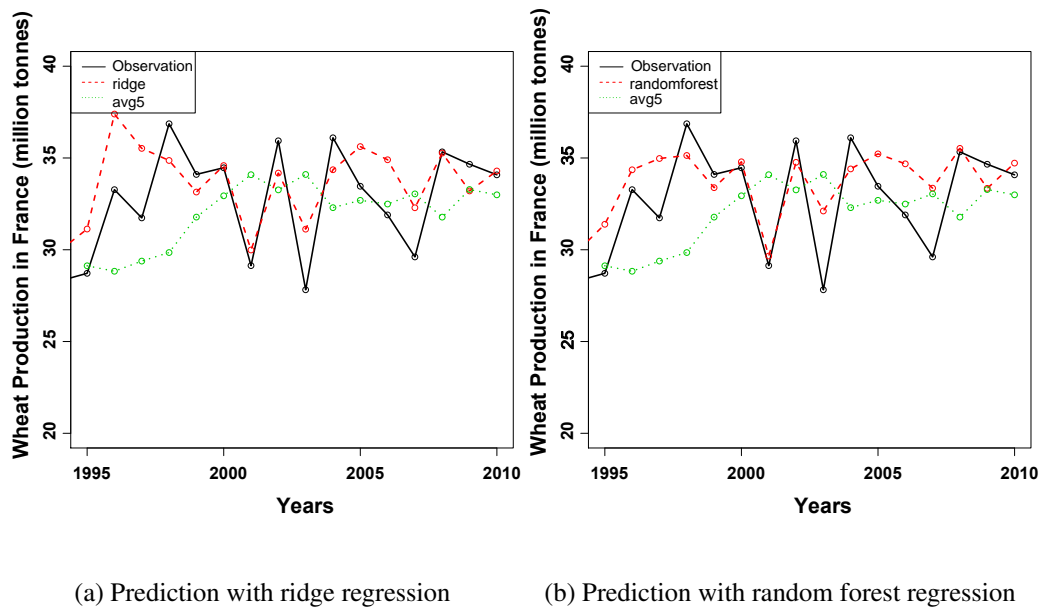 Wheat Production in France (million tonnes)
40
35
30
25
20
Observation
ridge
avg5
1995
2000
2005
2010
Years
Wheat Production in France (million tonnes)
40
35
30
25
20
Observation
randomforest
avg5
1995
2000
2005
2010
Years
(a) Prediction with ridge regression
(b) Prediction with random forest regression